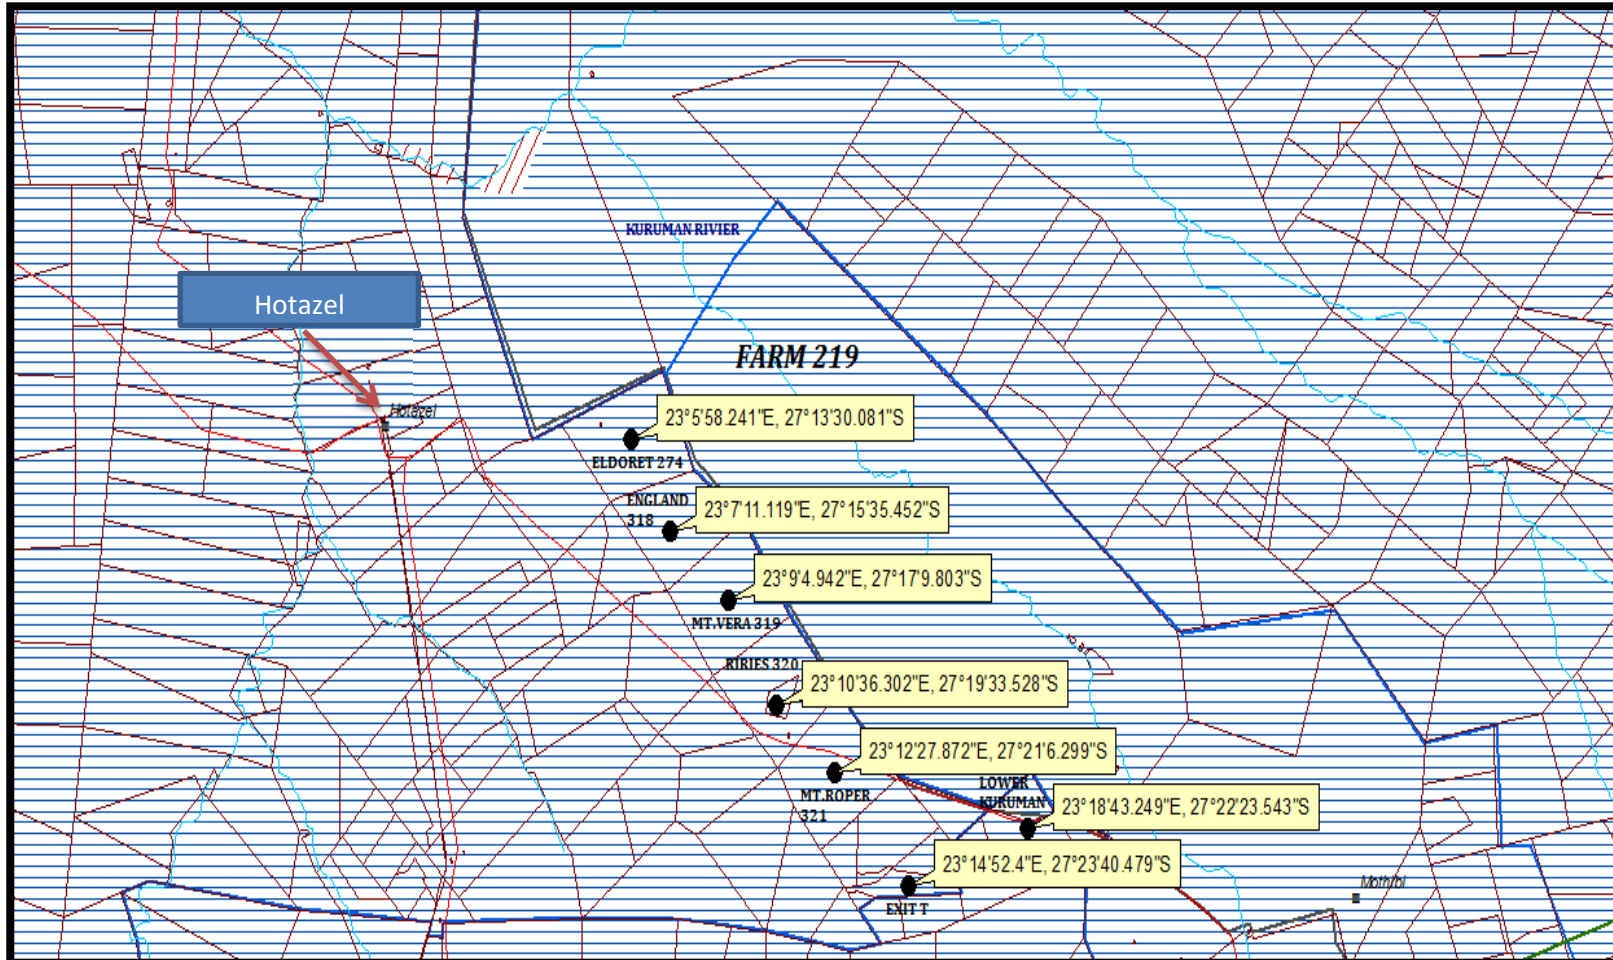 KURUMAN RIVIER
Hotazel
FARM 219
Hotazel
23°5'58.241"E, 27°13'30.081"S
ELDORET 274
ENGLAND
318
23°7'11.119"E, 27°15'35.452"S
23°9'4.942"E, 27°17'9.803"S
MT.VERA 319
RIRIES 320
23°10'36.302"E, 27°19'33.528"S
23°12'27.872"E, 27°21'6.299"S
MT.ROPER
321
LOWER
KURUMAN
23°18'43.249"E, 27°22'23.543"S
23°14'52.4"E, 27°23'40.479"S
EXIT T
Mothibi